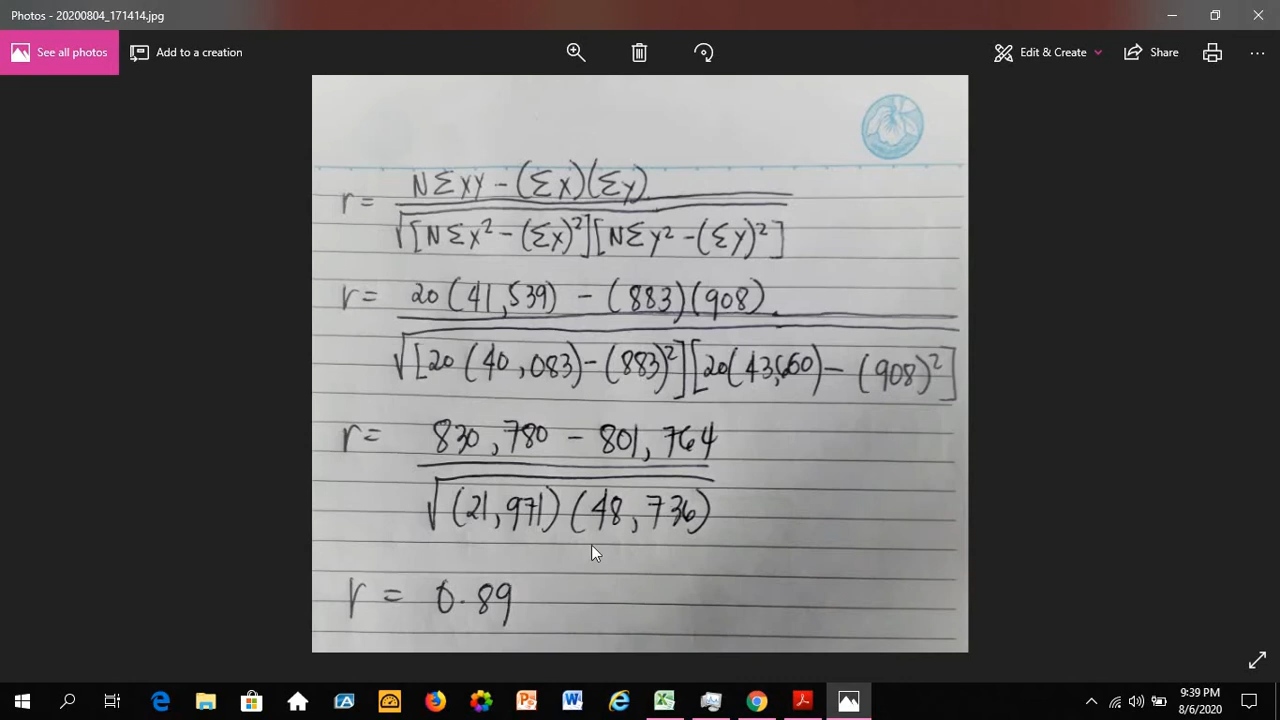 Photos - 20200804_171414.jpg
See all photos
Add to a creation
Edit & Create
Share
r = NΣXY - (ΣX)(ΣY)
√[NΣX² - (ΣX)²][NΣY² - (ΣY)²]
r = 20(41,539) - (883)(908)
√[20(40,083) - (883)²][20(43,660) - (908)²]
r = 830,780 - 801,764
√(21,971)(48,736)
r = 0.89
9:39 PM
8/6/2020